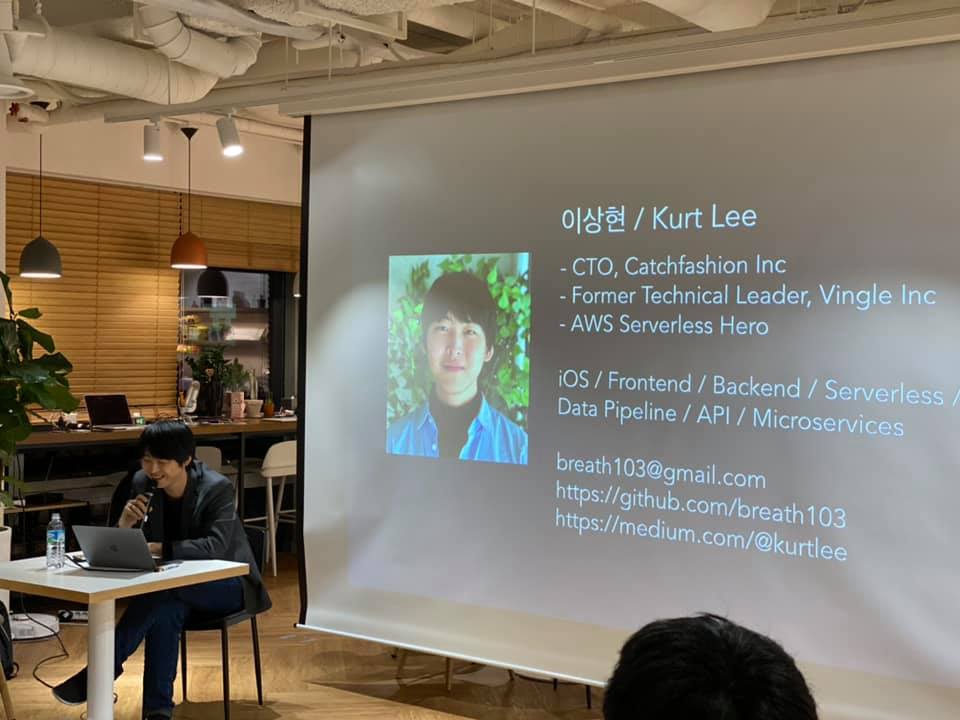 이상현 / Kurt Lee
- CTO, Catchfashion Inc
- Former Technical Leader, Vingle Inc
- AWS Serverless Hero
iOS / Frontend / Backend / Serverless /
Data Pipeline / API / Microservices
breath103@gmail.com
https://github.com/breath103
https://medium.com/@kurtlee